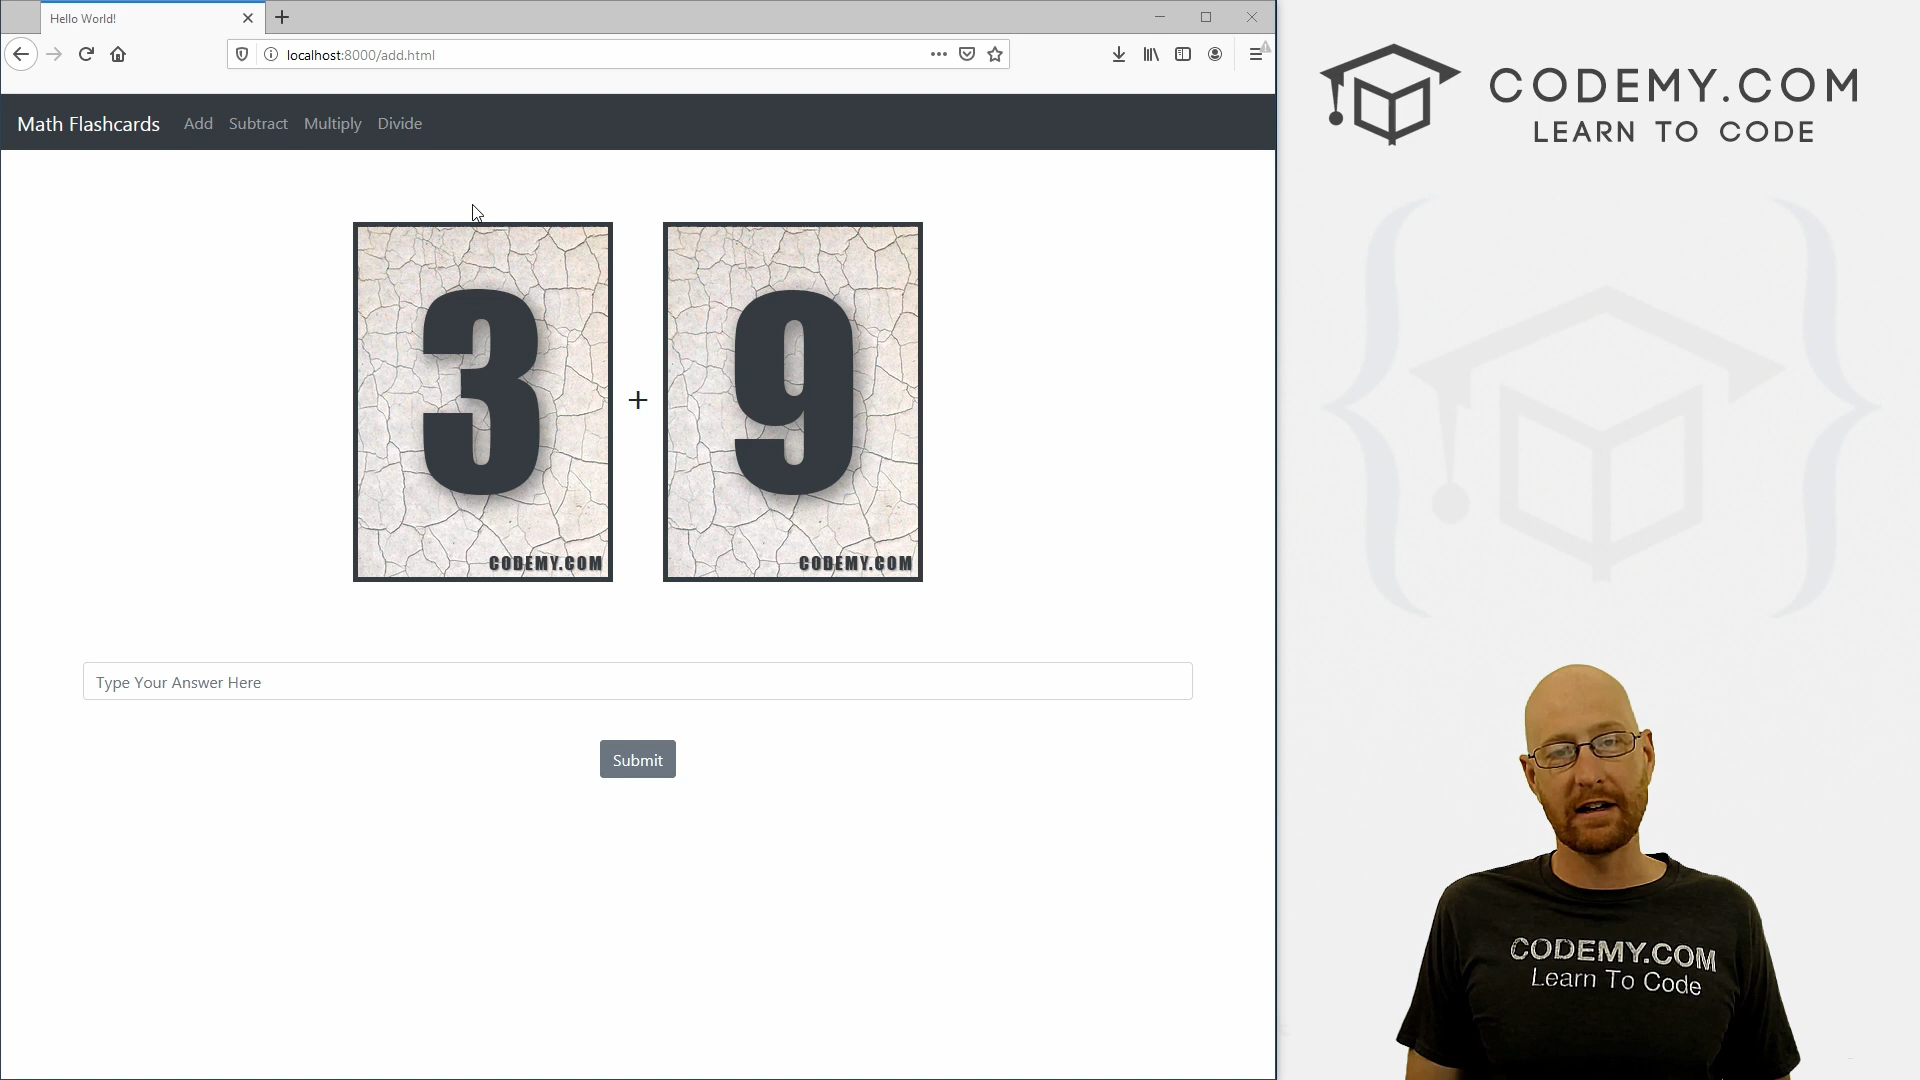 Hello World!
localhost:8000/add.html
Math Flashcards Add Subtract Multiply Divide
3 + 9
CODEMY.COM CODEMY.COM
Type Your Answer Here
Submit
CODEMY.COM
LEARN TO CODE
CODEMY.COM
Learn To Code